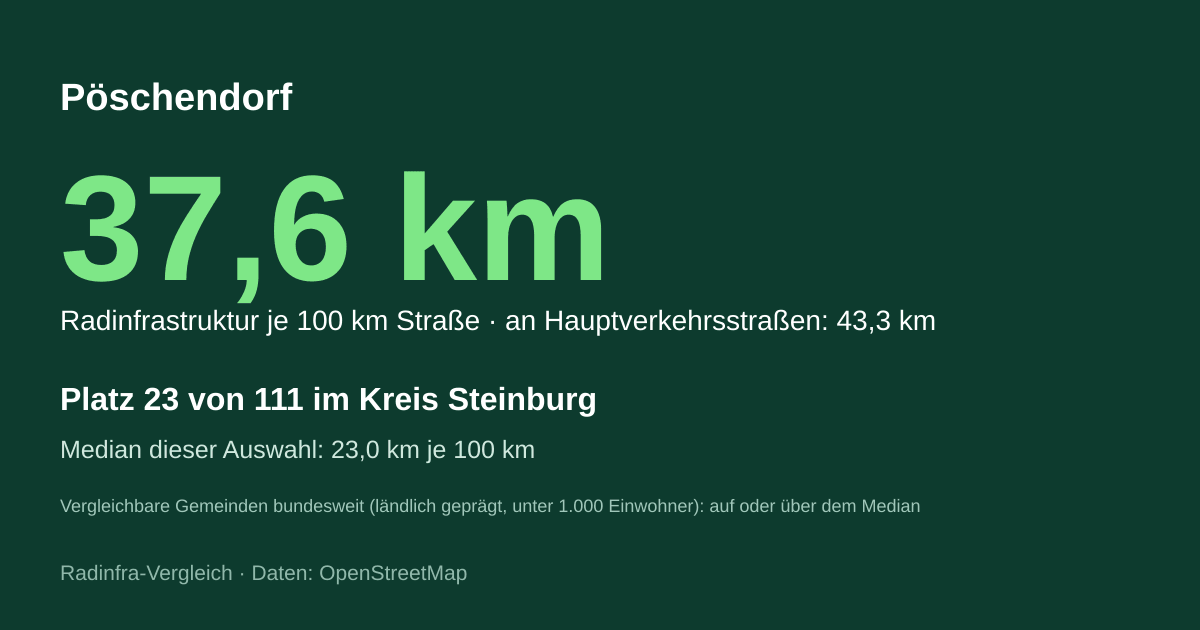 Pöschendorf
37,6 km
Radinfrastruktur je 100 km Straße · an Hauptverkehrsstraßen: 43,3 km
Platz 23 von 111 im Kreis Steinburg
Median dieser Auswahl: 23,0 km je 100 km
Vergleichbare Gemeinden bundesweit (ländlich geprägt, unter 1.000 Einwohner): auf oder über dem Median
Radinfra-Vergleich · Daten: OpenStreetMap